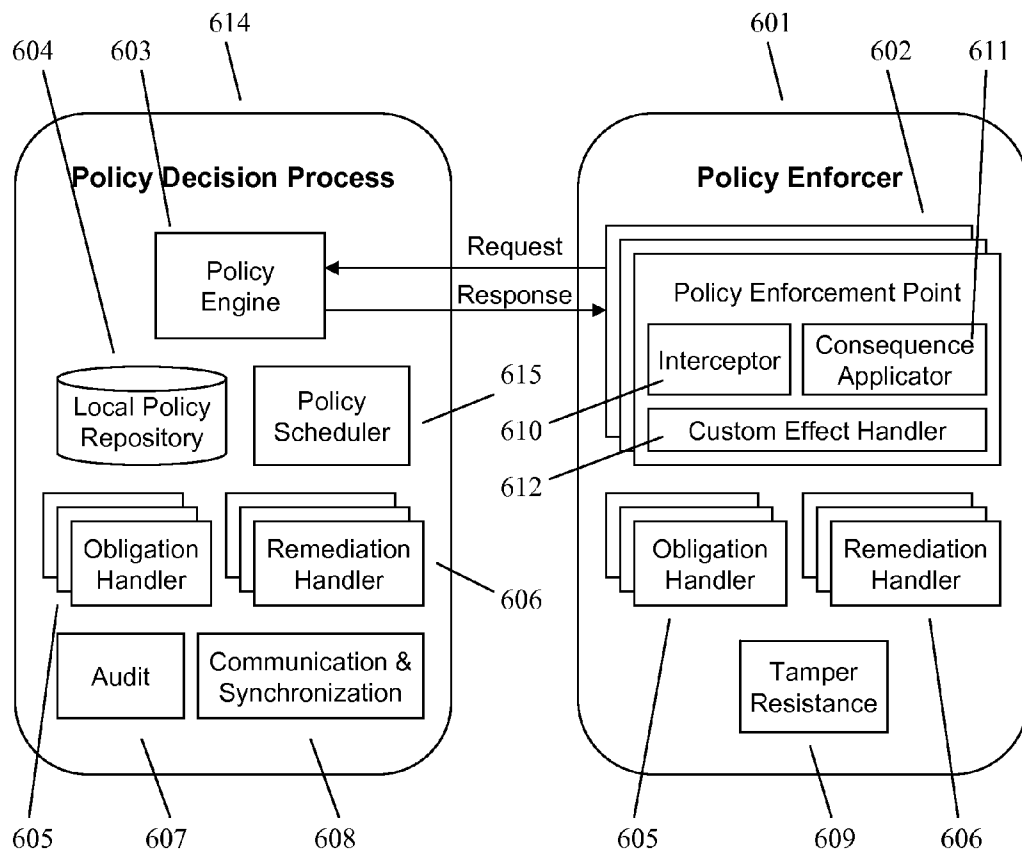 614
601
604
603
602
611
Policy Decision Process
Policy Enforcer
Policy
Engine
Request
Response
Policy Enforcement Point
Interceptor
Consequence
Applicator
Custom Effect Handler
Local Policy
Repository
Policy
Scheduler
615
610
612
Obligation
Handler
Remediation
Handler
606
Obligation
Handler
Remediation
Handler
Audit
Communication &
Synchronization
Tamper
Resistance
605
607
608
605
609
606